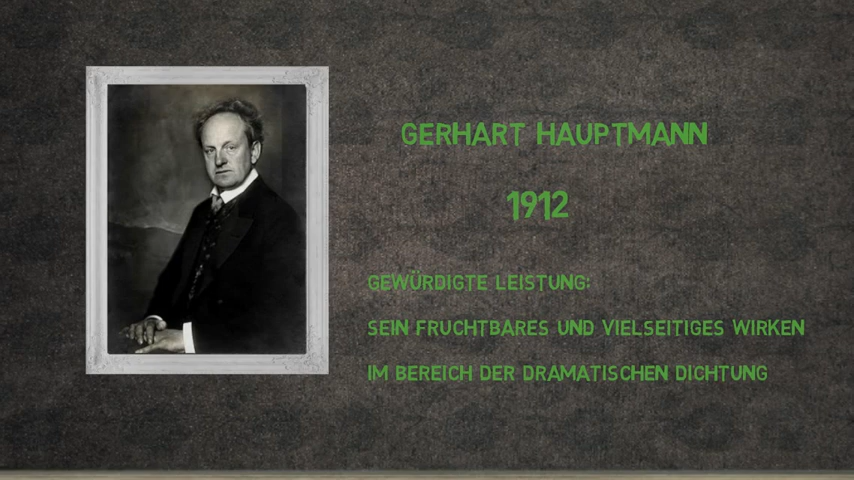 GERHART HAUPTMANN
1912
GEWÜRDIGTE LEISTUNG:
SEIN FRUCHTBARES UND VIELSEITIGES WIRKEN
IM BEREICH DER DRAMATISCHEN DICHTUNG